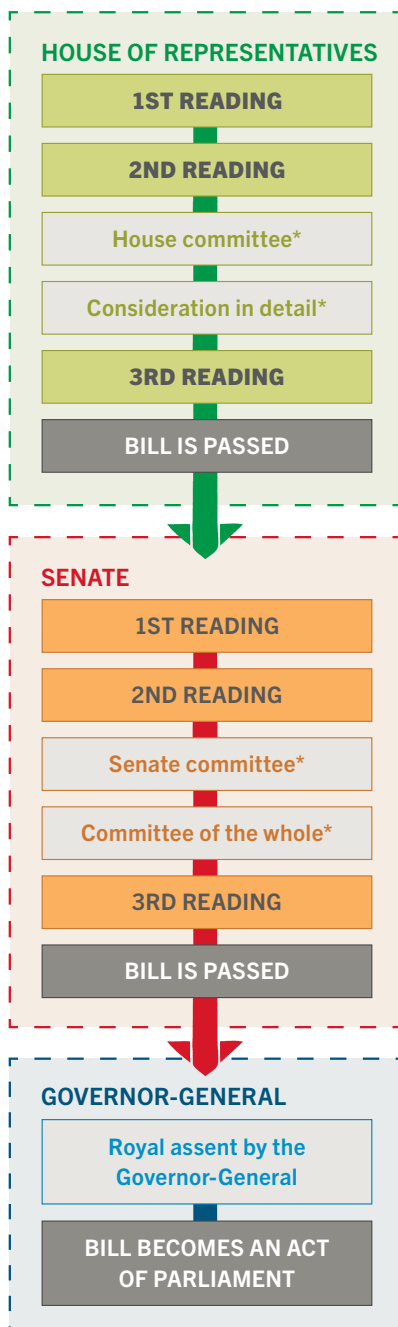 HOUSE OF REPRESENTATIVES
1ST READING
2ND READING
House committee*
Consideration in detail*
3RD READING
BILL IS PASSED
SENATE
1ST READING
2ND READING
Senate committee*
Committee of the whole*
3RD READING
BILL IS PASSED
GOVERNOR-GENERAL
Royal assent by the
Governor-General
BILL BECOMES AN ACT
OF PARLIAMENT